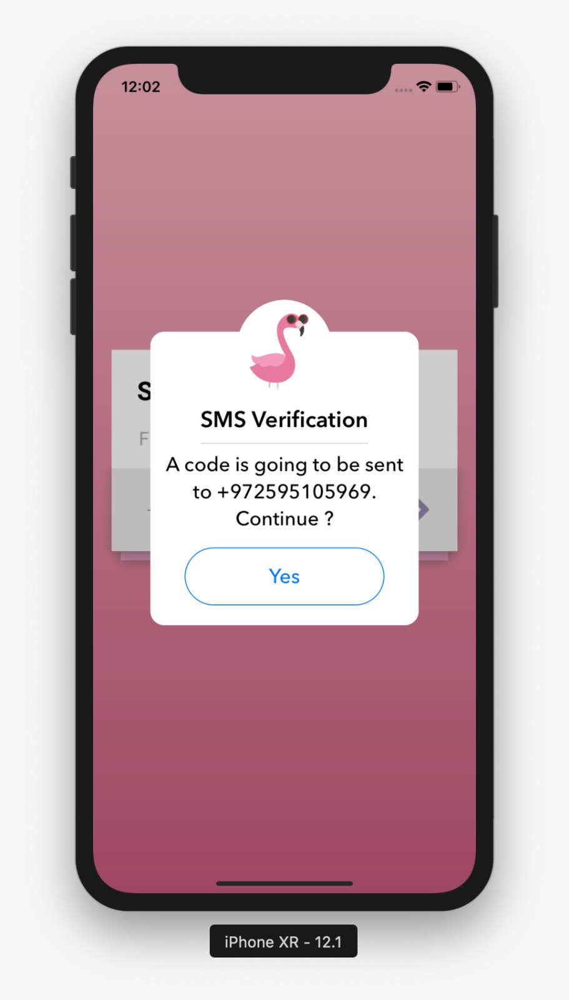 12:02
S
F
SMS Verification
A code is going to be sent
to +972595105969.
Continue ?
Yes
iPhone XR - 12.1